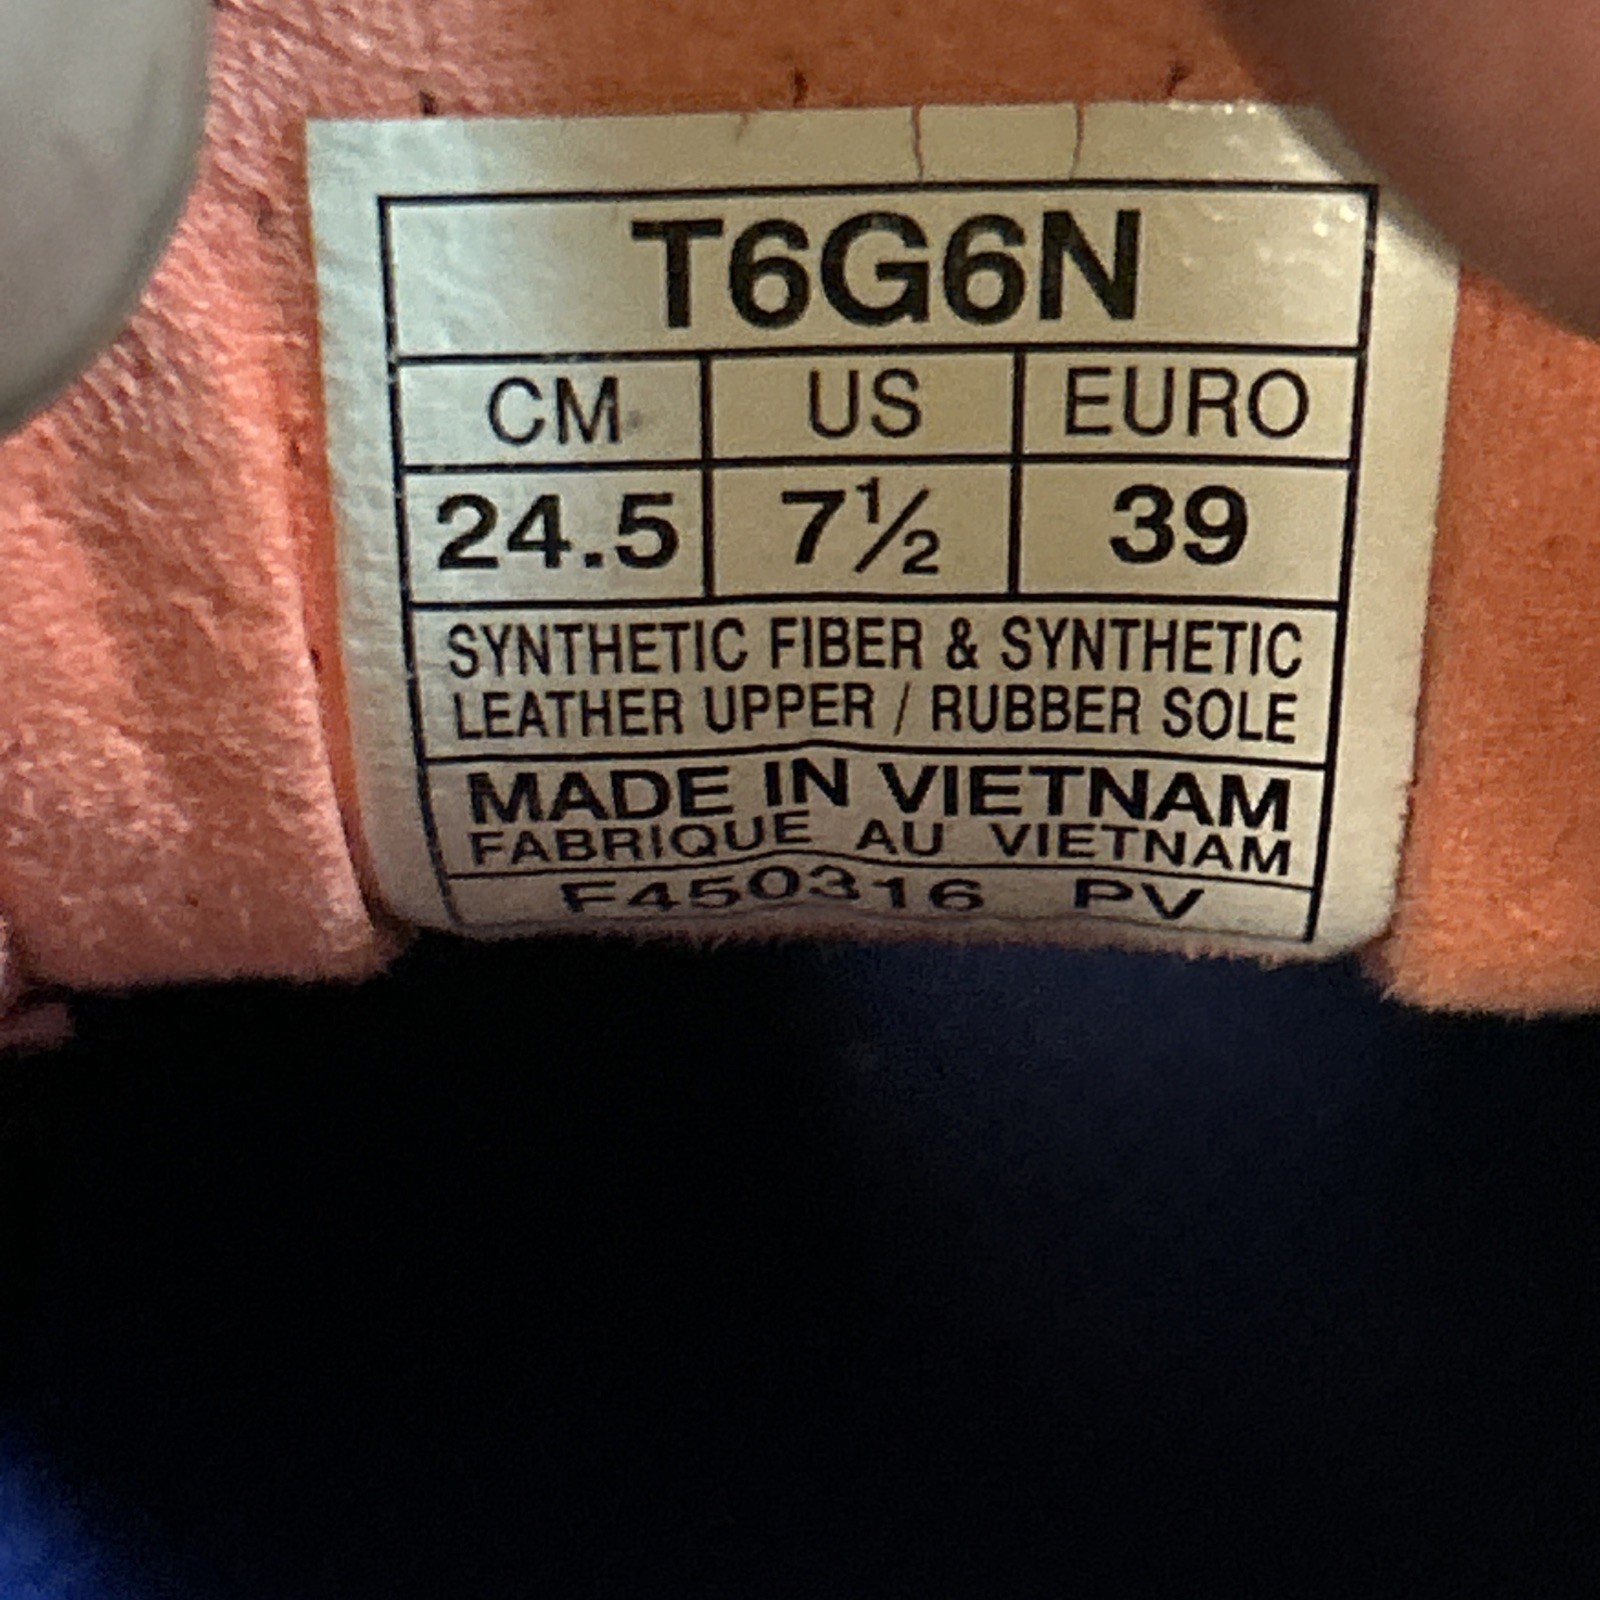 T6G6N
CM US EURO
24.5 7½ 39
SYNTHETIC FIBER & SYNTHETIC
LEATHER UPPER / RUBBER SOLE
MADE IN VIETNAM
FABRIQUE AU VIETNAM
F450316 PV